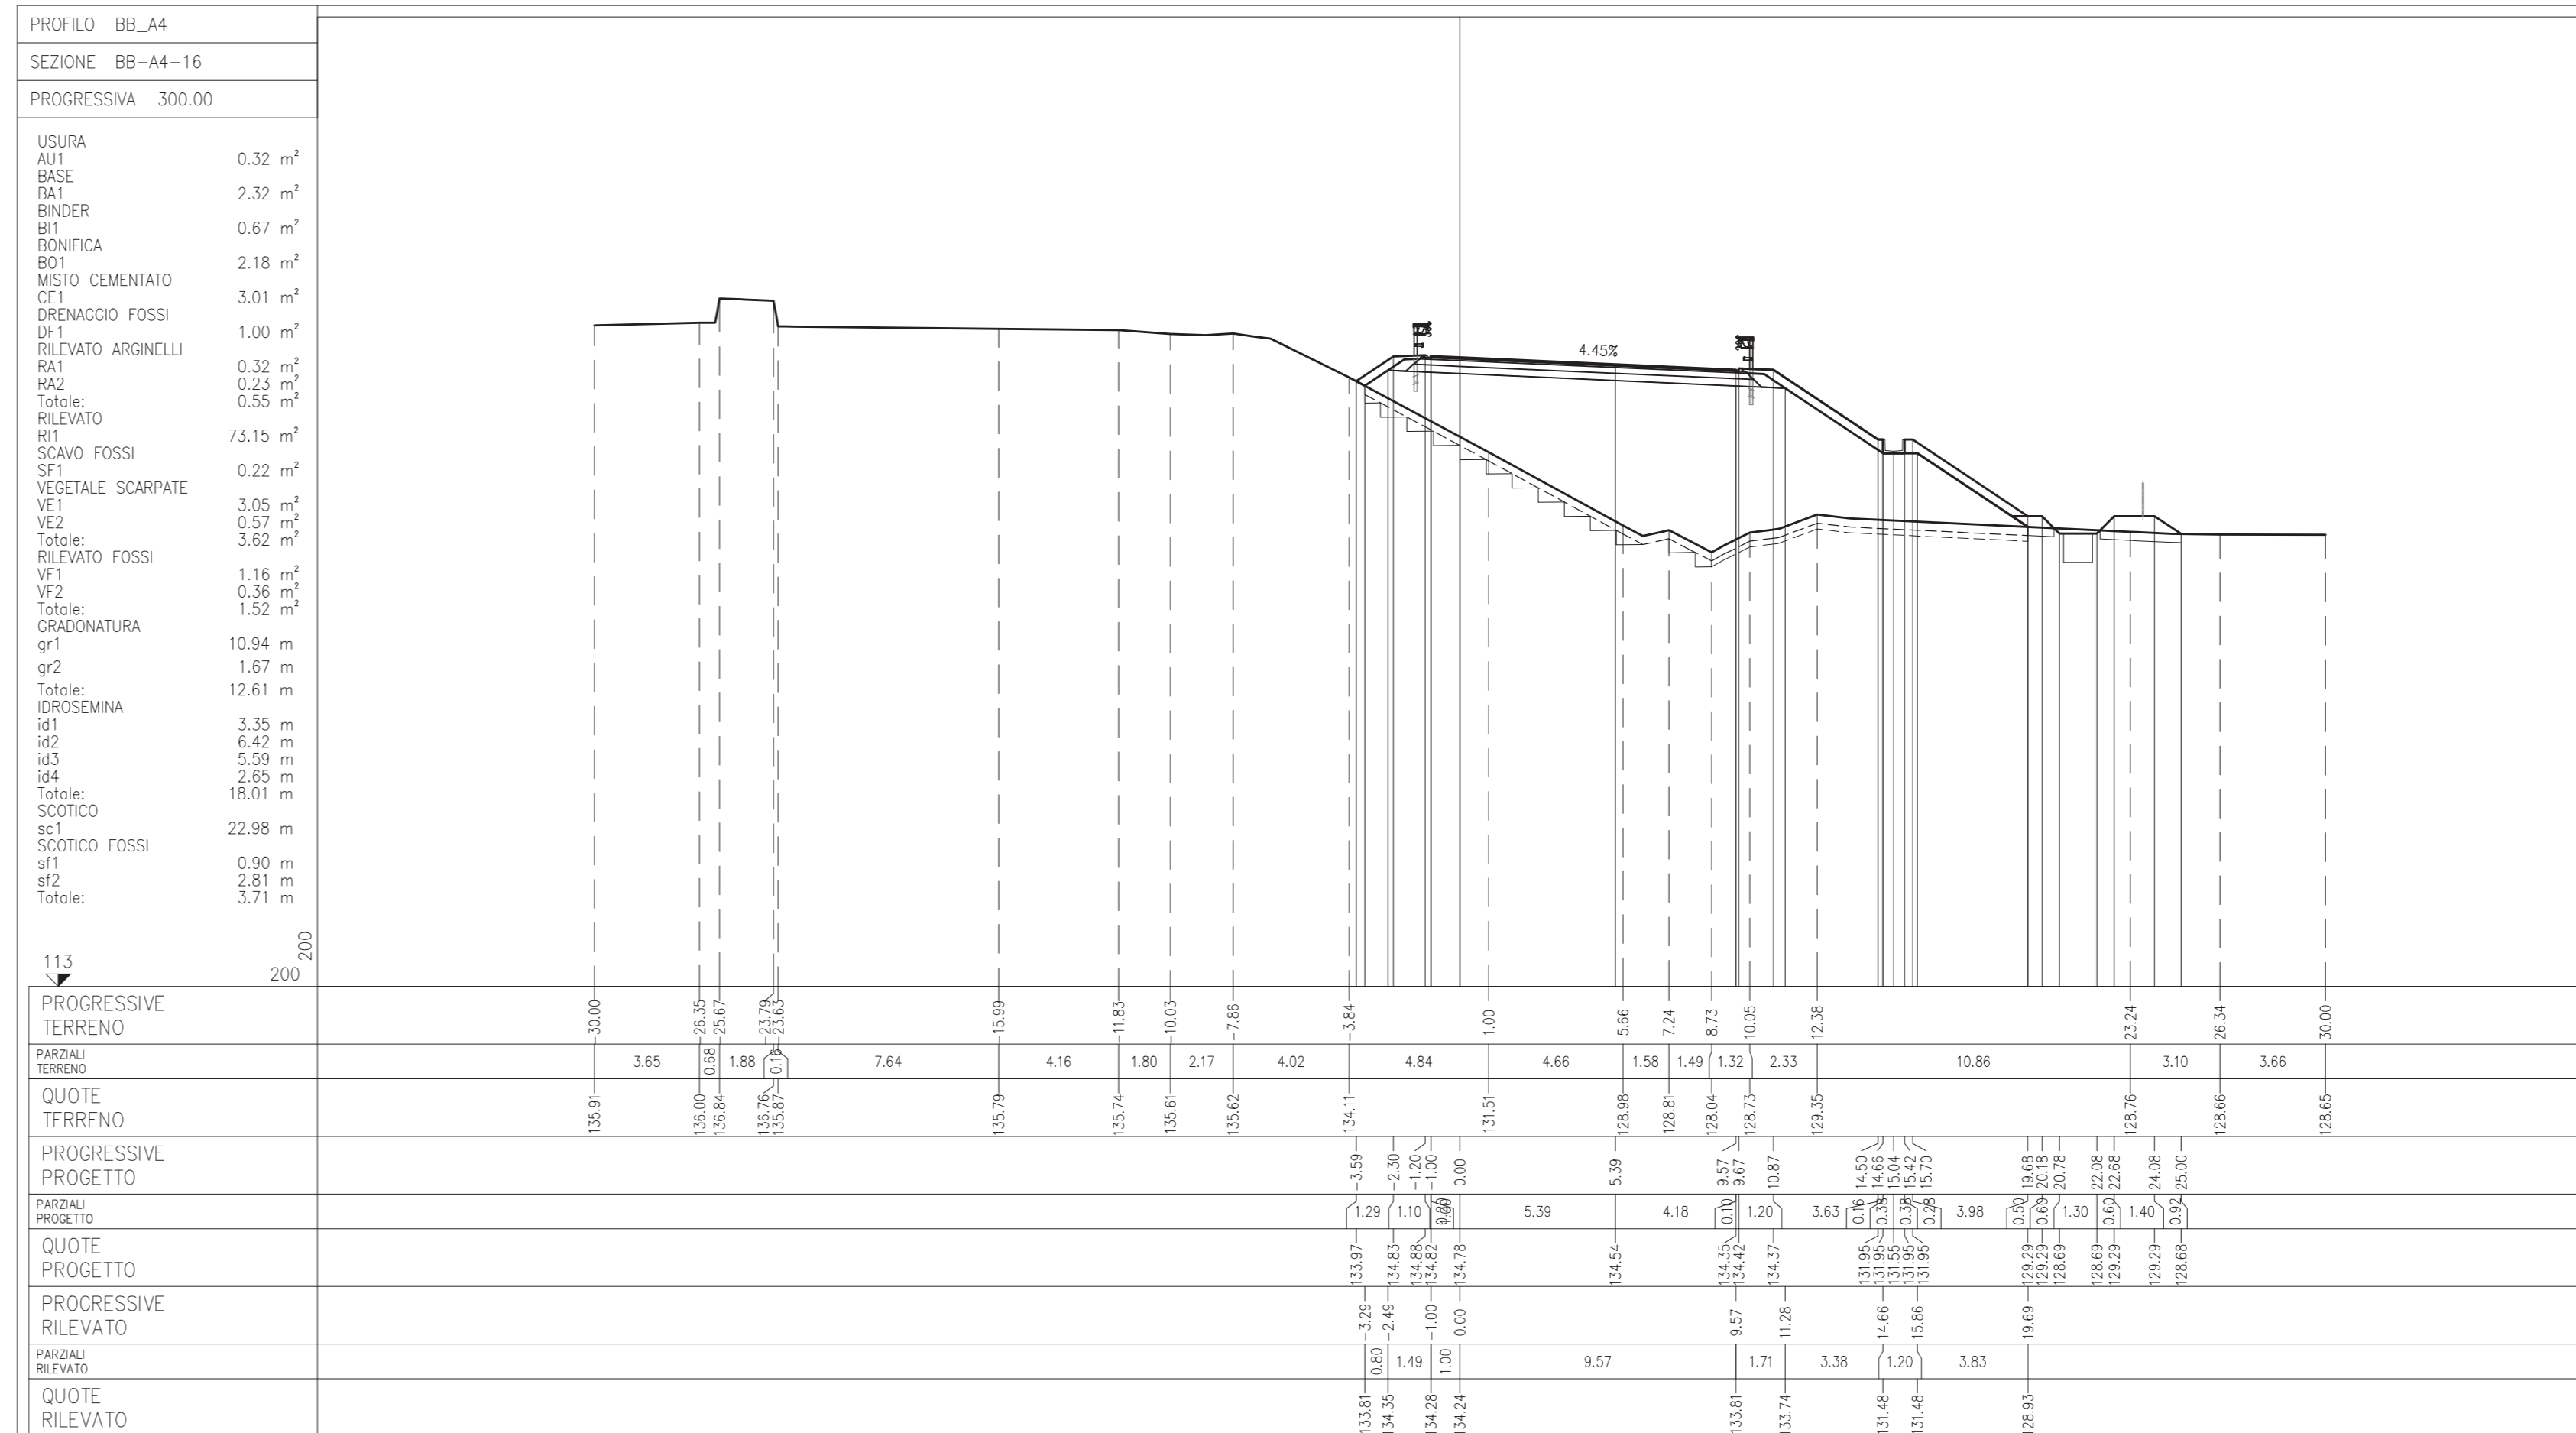 PROFILO BB_A4
SEZIONE BB-A4-16
PROGRESSIVA 300.00
USURA
AU1 0.32 m²
BASE
BA1 2.32 m²
BINDER
BI1 0.67 m²
BONIFICA
BO1 2.18 m²
MISTO CEMENTATO
CE1 3.01 m²
DRENAGGIO FOSSI
DF1 1.00 m²
RILEVATO ARGINELLI
RA1 0.32 m²
RA2 0.23 m²
Totale: 0.55 m²
RILEVATO
RI1 73.15 m²
SCAVO FOSSI
SF1 0.22 m²
VEGETALE SCARPATE
VE1 3.05 m²
VE2 0.57 m²
Totale: 3.62 m²
RILEVATO FOSSI
VF1 1.16 m²
VF2 0.36 m²
Totale: 1.52 m²
GRADONATURA
gr1 10.94 m
gr2 1.67 m
Totale: 12.61 m
IDROSEMINA
id1 3.35 m
id2 6.42 m
id3 5.59 m
id4 2.65 m
Totale: 18.01 m
SCOTICO
sc1 22.98 m
SCOTICO FOSSI
sf1 0.90 m
sf2 2.81 m
Totale: 3.71 m
113 200
200
4.45%
PROGRESSIVE TERRENO
-30.00 -26.35 -25.67 -23.79 -23.63 -15.99 -11.83 -10.03 -7.86 -3.84 1.00 5.66 7.24 8.73 10.05 12.38 23.24 26.34 30.00
PARZIALI TERRENO
3.65 0.68 1.88 0.16 7.64 4.16 1.80 2.17 4.02 4.84 4.66 1.58 1.49 1.32 2.33 10.86 3.10 3.66
QUOTE TERRENO
135.91 136.00 136.84 136.76 135.87 135.79 135.74 135.61 135.62 134.11 131.51 128.98 128.81 128.04 128.73 129.35 128.76 128.66 128.65
PROGRESSIVE PROGETTO
-3.59 -2.30 -1.20 -1.00 0.00 5.39 9.57 9.67 10.87 14.50 14.66 15.04 15.42 15.70 19.68 20.18 20.78 22.08 22.68 24.08 25.00
PARZIALI PROGETTO
1.29 1.10 5.39 4.18 0.10 1.20 3.63 0.16 0.38 0.38 0.28 3.98 0.50 0.60 1.30 0.60 1.40 0.92
QUOTE PROGETTO
133.97 134.83 134.88 134.82 134.78 134.54 134.35 134.42 134.37 131.95 131.95 131.55 131.95 131.95 129.29 129.29 128.69 128.69 129.29 129.29 128.68
PROGRESSIVE RILEVATO
-3.29 -2.49 -1.00 0.00 9.57 11.28 14.66 15.86 19.69
PARZIALI RILEVATO
0.80 1.49 1.00 9.57 1.71 3.38 1.20 3.83
QUOTE RILEVATO
133.81 134.35 134.28 134.24 133.81 133.74 131.48 131.48 128.93